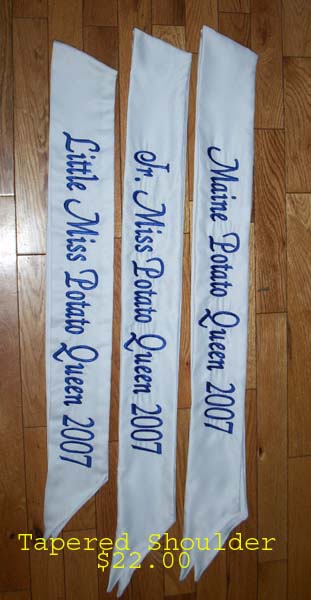 Little Miss Potato Queen 2007
Jr. Miss Potato Queen 2007
Maine Potato Queen 2007
Tapered Shoulder
$22.00